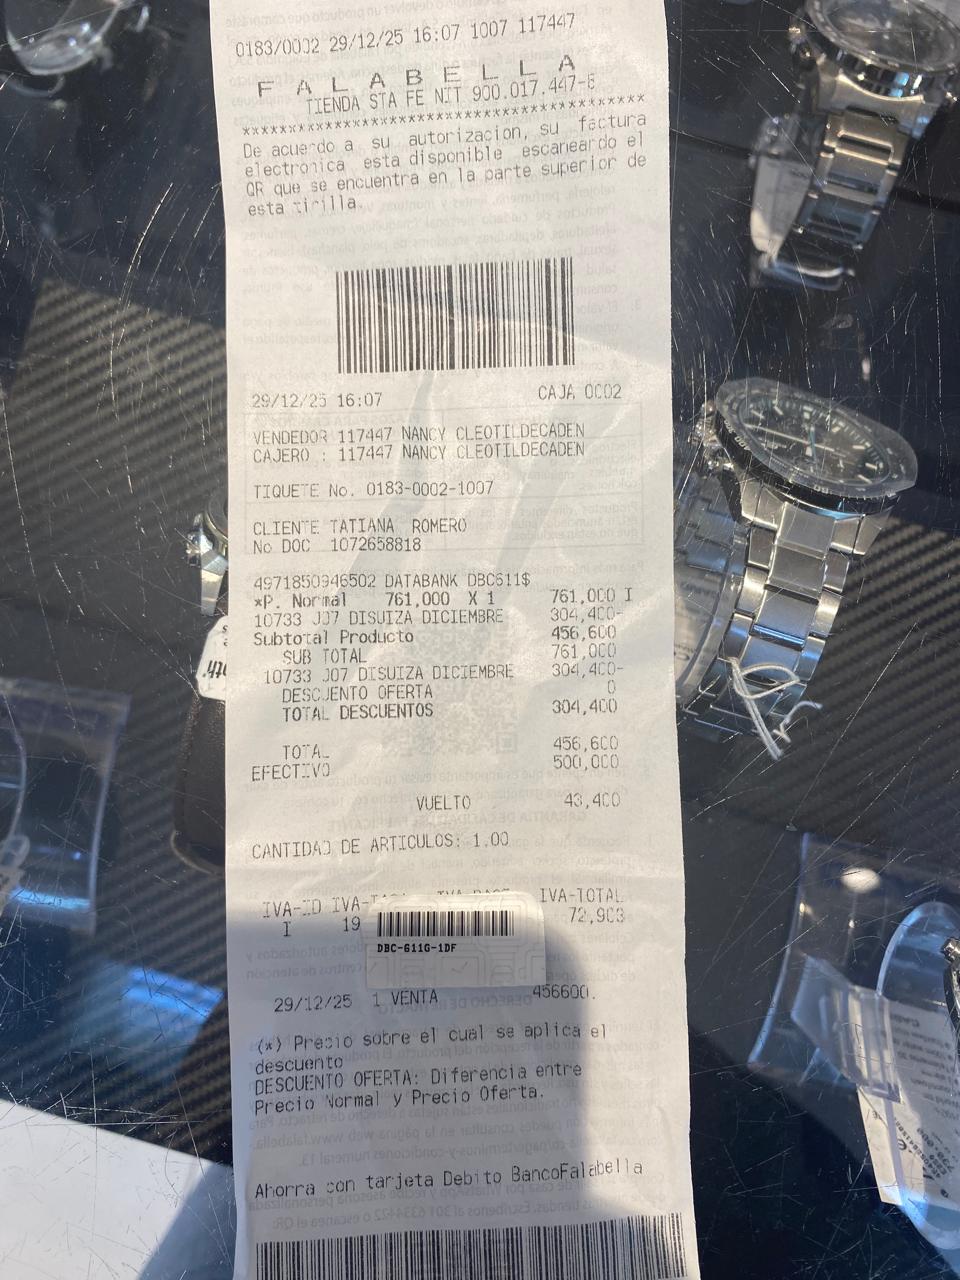 0183/0002 29/12/25 16:07 1007 117447
FALABELLA
TIENDA STA FE NIT 900.017.447-8
****************************************
De acuerdo a su autorizacion, su factura
electronica esta disponible escaneando el
QR que se encuentra en la parte superior de
esta tirilla.
29/12/25 16:07 CAJA 0002
VENDEDOR 117447 NANCY CLEOTILDECADEN
CAJERO : 117447 NANCY CLEOTILDECADEN
TIQUETE No. 0183-0002-1007
CLIENTE TATIANA ROMERO
No DOC 1072658818
4971850946502 DATABANK DBC611$
*P. Normal 761,000 X 1 761,000 I
10733 J07 DISUIZA DICIEMBRE 304,400-
Subtotal Producto 456,600
SUB TOTAL 761,000
10733 J07 DISUIZA DICIEMBRE 304,400-
DESCUENTO OFERTA 0
TOTAL DESCUENTOS 304,400
TOTAL 456,600
EFECTIVO 500,000
VUELTO 43,400
CANTIDAD DE ARTICULOS: 1.00
IVA-ID IVA-TOTAL
I 19 72,903
DBC-611G-1DF
29/12/25 1 VENTA 456600.
(*) Precio sobre el cual se aplica el
descuento
DESCUENTO OFERTA: Diferencia entre
Precio Normal y Precio Oferta.
Ahorra con tarjeta Debito BancoFalabella